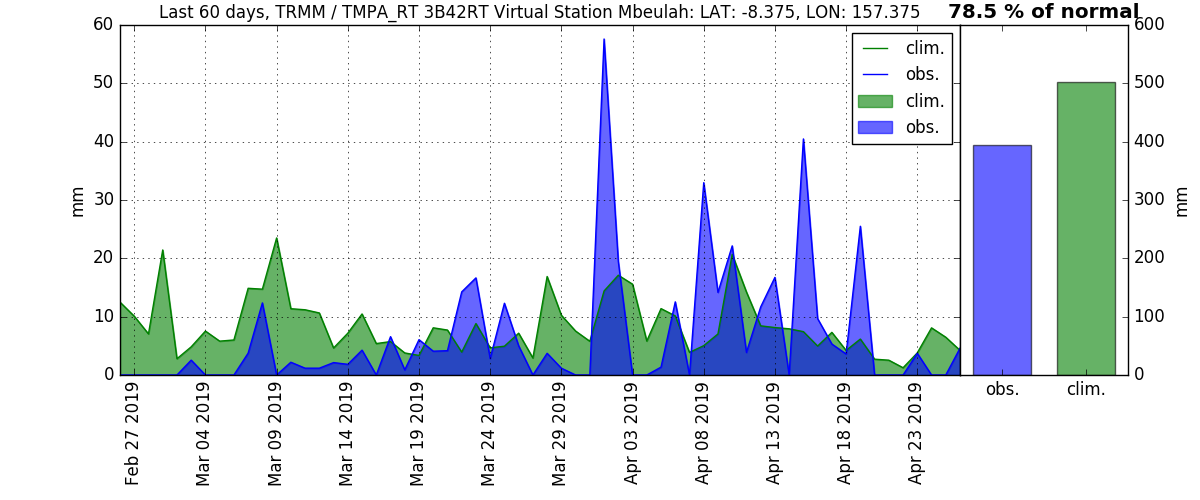 Last 60 days, TRMM / TMPA_RT 3B42RT Virtual Station Mbeulah: LAT: -8.375, LON: 157.375
78.5 % of normal
60
50
40
30
20
10
0
mm
clim.
obs.
clim.
obs.
Feb 27 2019
Mar 04 2019
Mar 09 2019
Mar 14 2019
Mar 19 2019
Mar 24 2019
Mar 29 2019
Apr 03 2019
Apr 08 2019
Apr 13 2019
Apr 18 2019
Apr 23 2019
600
500
400
300
200
100
0
mm
obs.
clim.